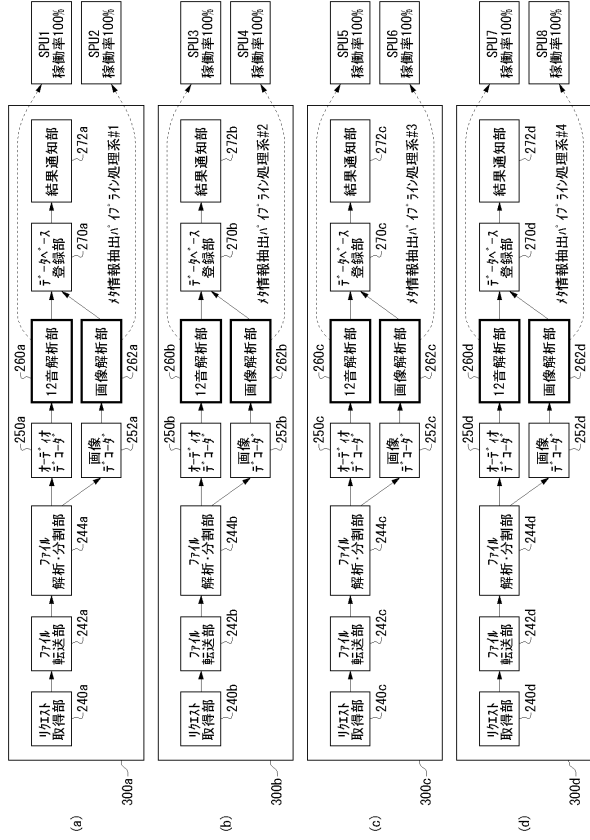 (a)
300a
リクエスト
取得部
240a
ファイル
転送部
242a
ファイル
解析・分割部
244a
オーディオ
デコーダ
250a
画像
デコーダ
252a
12音解析部
260a
画像解析部
262a
データベース
登録部
270a
結果通知部
272a
メタ情報抽出パイプライン処理系#1
SPU1
稼働率100%
SPU2
稼働率100%
(b)
300b
リクエスト
取得部
240b
ファイル
転送部
242b
ファイル
解析・分割部
244b
オーディオ
デコーダ
250b
画像
デコーダ
252b
12音解析部
260b
画像解析部
262b
データベース
登録部
270b
結果通知部
272b
メタ情報抽出パイプライン処理系#2
SPU3
稼働率100%
SPU4
稼働率100%
(c)
300c
リクエスト
取得部
240c
ファイル
転送部
242c
ファイル
解析・分割部
244c
オーディオ
デコーダ
250c
画像
デコーダ
252c
12音解析部
260c
画像解析部
262c
データベース
登録部
270c
結果通知部
272c
メタ情報抽出パイプライン処理系#3
SPU5
稼働率100%
SPU6
稼働率100%
(d)
300d
リクエスト
取得部
240d
ファイル
転送部
242d
ファイル
解析・分割部
244d
オーディオ
デコーダ
250d
画像
デコーダ
252d
12音解析部
260d
画像解析部
262d
データベース
登録部
270d
結果通知部
272d
メタ情報抽出パイプライン処理系#4
SPU7
稼働率100%
SPU8
稼働率100%